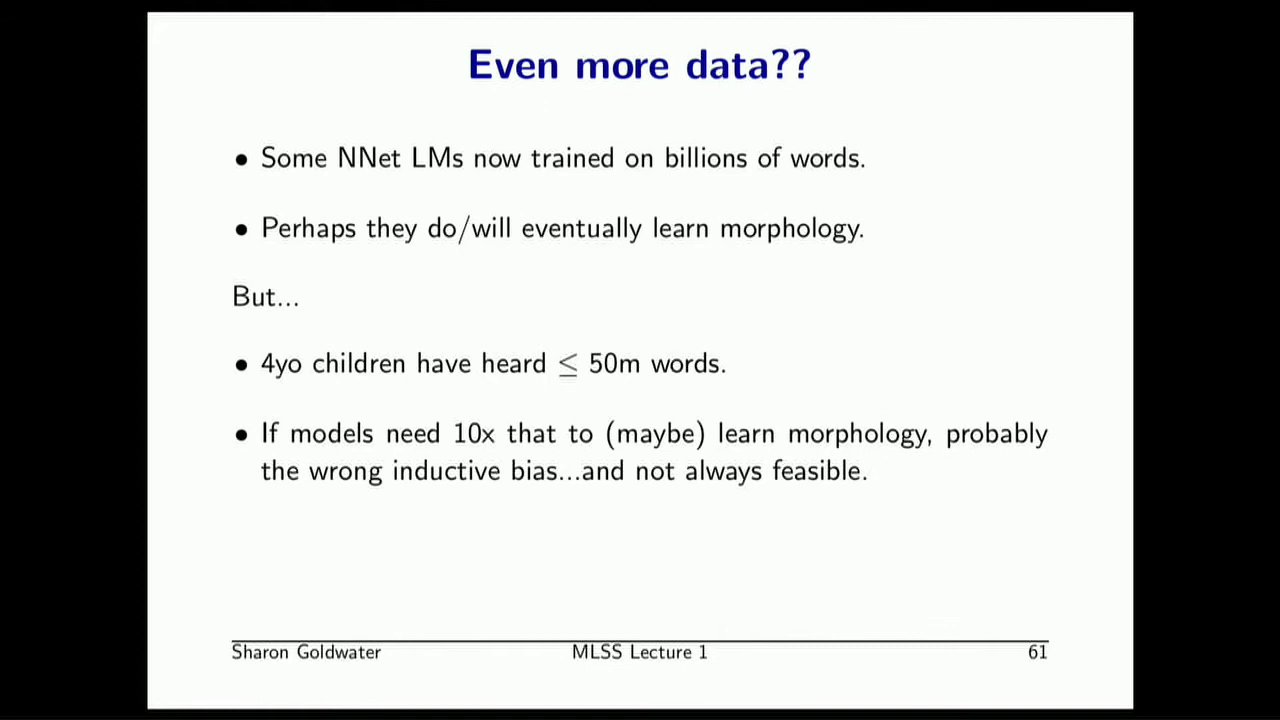 Even more data??
• Some NNet LMs now trained on billions of words.
• Perhaps they do/will eventually learn morphology.
But...
• 4yo children have heard ≤ 50m words.
• If models need 10x that to (maybe) learn morphology, probably
the wrong inductive bias...and not always feasible.
Sharon Goldwater MLSS Lecture 1 61